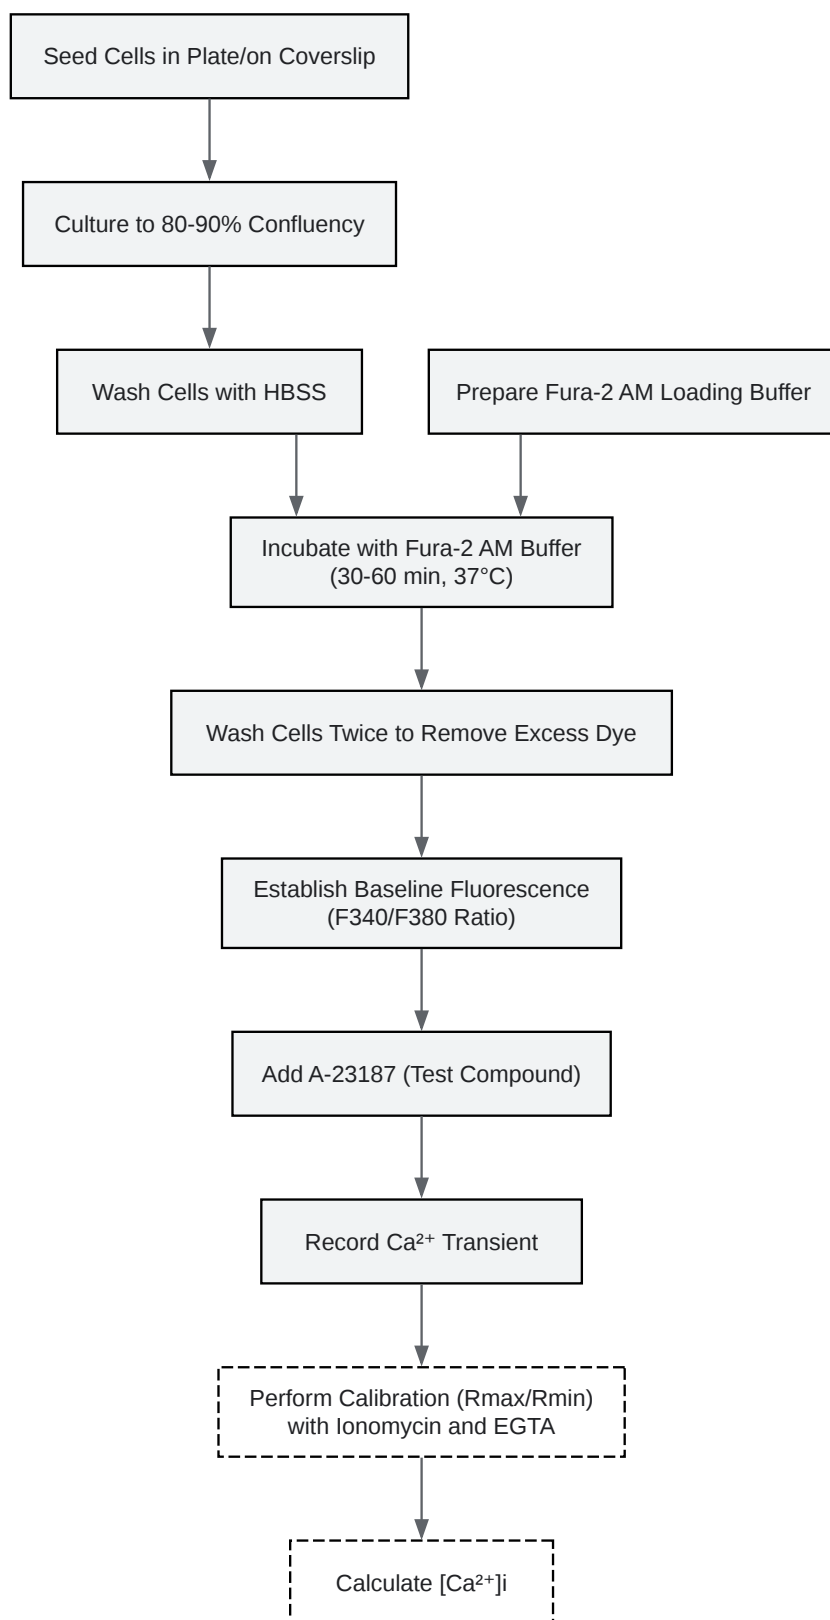 Seed Cells in Plate/on Coverslip
Culture to 80-90% Confluency
Wash Cells with HBSS
Prepare Fura-2 AM Loading Buffer
Incubate with Fura-2 AM Buffer
(30-60 min, 37°C)
Wash Cells Twice to Remove Excess Dye
Establish Baseline Fluorescence
(F340/F380 Ratio)
Add A-23187 (Test Compound)
Record Ca²⁺ Transient
Perform Calibration (Rmax/Rmin)
with Ionomycin and EGTA
Calculate [Ca²⁺]i